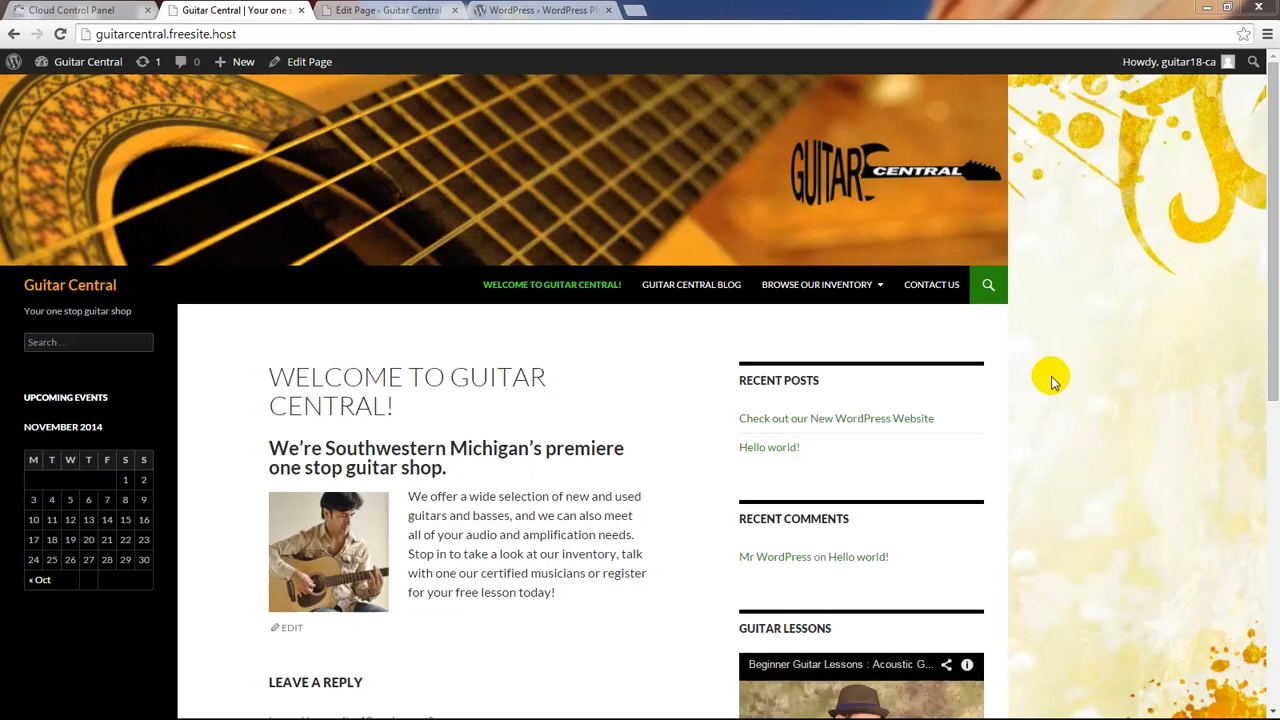 Cloud Control Panel
Guitar Central | Your one s
Edit Page ‹ Guitar Central
WordPress › WordPress Pl
guitarcentral.freesite.host
Guitar Central 1 0 New Edit Page
Howdy, guitar18-ca
GUITAR CENTRAL
Guitar Central
WELCOME TO GUITAR CENTRAL! GUITAR CENTRAL BLOG BROWSE OUR INVENTORY CONTACT US
Your one stop guitar shop
Search …
UPCOMING EVENTS
NOVEMBER 2014
M T W T F S S
1 2
3 4 5 6 7 8 9
10 11 12 13 14 15 16
17 18 19 20 21 22 23
24 25 26 27 28 29 30
« Oct
WELCOME TO GUITAR
CENTRAL!
We’re Southwestern Michigan’s premiere
one stop guitar shop.
We offer a wide selection of new and used
guitars and basses, and we can also meet
all of your audio and amplification needs.
Stop in to take a look at our inventory, talk
with one our certified musicians or register
for your free lesson today!
EDIT
LEAVE A REPLY
RECENT POSTS
Check out our New WordPress Website
Hello world!
RECENT COMMENTS
Mr WordPress on Hello world!
GUITAR LESSONS
Beginner Guitar Lessons : Acoustic G...